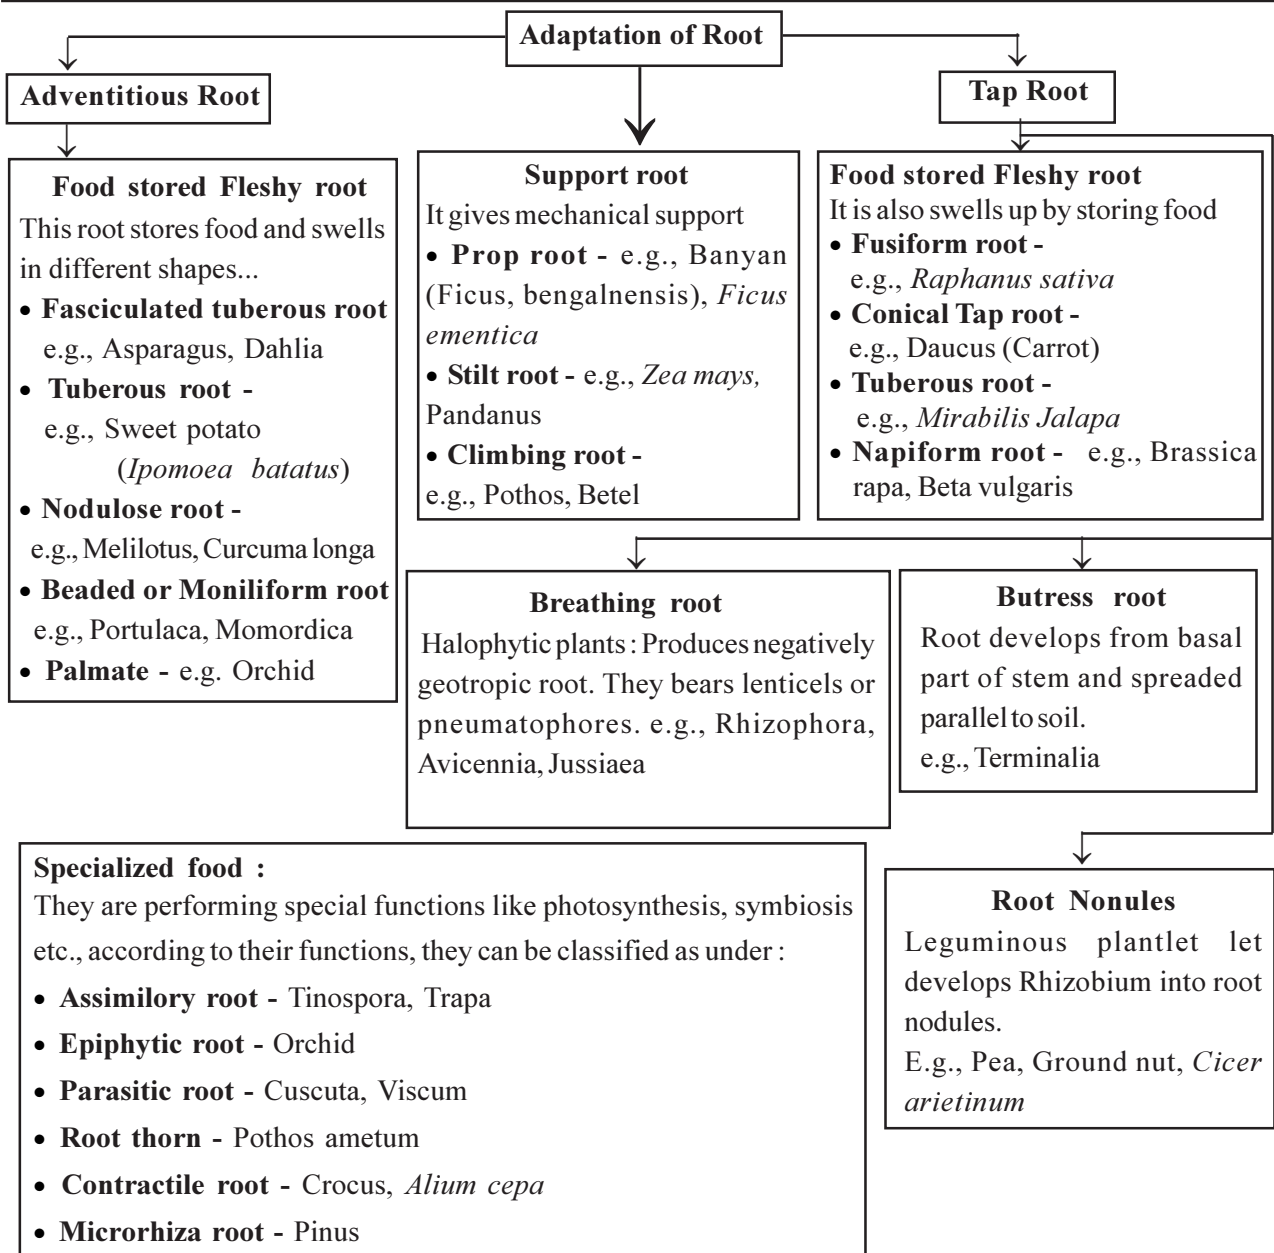 Adaptation of Root
Adventitious Root
Tap Root
Food stored Fleshy root
This root stores food and swells
in different shapes...
• Fasciculated tuberous root
e.g., Asparagus, Dahlia
• Tuberous root -
e.g., Sweet potato
(Ipomoea batatus)
• Nodulose root -
e.g., Melilotus, Curcuma longa
• Beaded or Moniliform root
e.g., Portulaca, Momordica
• Palmate - e.g. Orchid
Support root
It gives mechanical support
• Prop root - e.g., Banyan
(Ficus, bengalnensis), Ficus
ementica
• Stilt root - e.g., Zea mays,
Pandanus
• Climbing root -
e.g., Pothos, Betel
Food stored Fleshy root
It is also swells up by storing food
• Fusiform root -
e.g., Raphanus sativa
• Conical Tap root -
e.g., Daucus (Carrot)
• Tuberous root -
e.g., Mirabilis Jalapa
• Napiform root - e.g., Brassica
rapa, Beta vulgaris
Breathing root
Halophytic plants : Produces negatively
geotropic root. They bears lenticels or
pneumatophores. e.g., Rhizophora,
Avicennia, Jussiaea
Butress root
Root develops from basal
part of stem and spreaded
parallel to soil.
e.g., Terminalia
Specialized food :
They are performing special functions like photosynthesis, symbiosis
etc., according to their functions, they can be classified as under :
• Assimilory root - Tinospora, Trapa
• Epiphytic root - Orchid
• Parasitic root - Cuscuta, Viscum
• Root thorn - Pothos ametum
• Contractile root - Crocus, Alium cepa
• Microrhiza root - Pinus
Root Nonules
Leguminous plantlet let
develops Rhizobium into root
nodules.
E.g., Pea, Ground nut, Cicer
arietinum